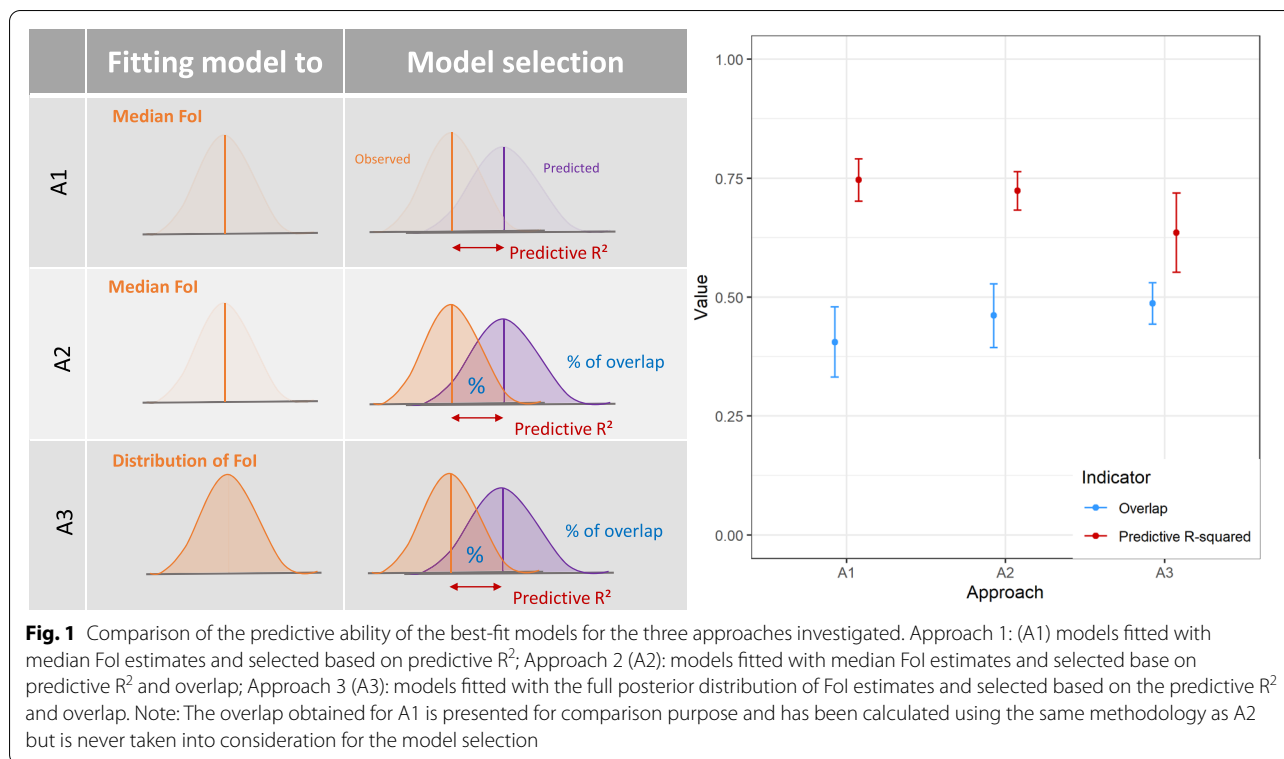 Fitting model to
Model selection
A1
Median FoI
Observed
Predicted
Predictive R²
A2
Median FoI
%
% of overlap
Predictive R²
A3
Distribution of FoI
%
% of overlap
Predictive R²
Value
1.00
0.75
0.50
0.25
0.00
Indicator
Overlap
Predictive R-squared
A1
A2
A3
Approach
Fig. 1 Comparison of the predictive ability of the best-fit models for the three approaches investigated. Approach 1: (A1) models fitted with
median FoI estimates and selected based on predictive R²; Approach 2 (A2): models fitted with median FoI estimates and selected base on
predictive R² and overlap; Approach 3 (A3): models fitted with the full posterior distribution of FoI estimates and selected based on the predictive R²
and overlap. Note: The overlap obtained for A1 is presented for comparison purpose and has been calculated using the same methodology as A2
but is never taken into consideration for the model selection